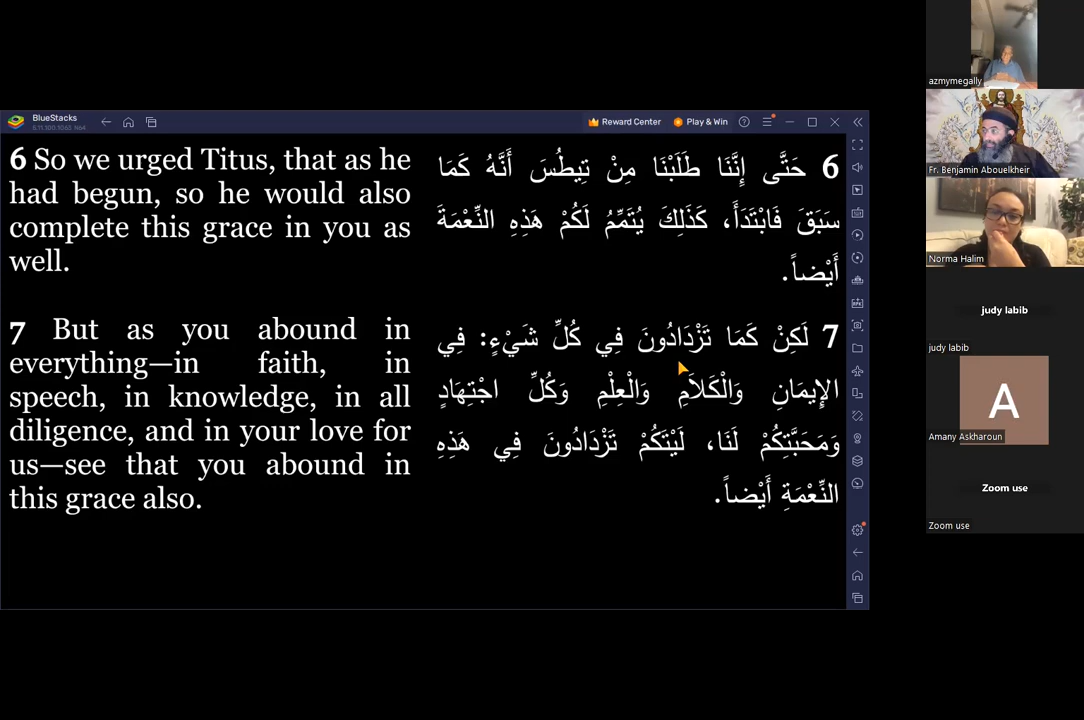 BlueStacks
Reward Center
Play & Win
6 So we urged Titus, that as he
had begun, so he would also
complete this grace in you as
well.
7 But as you abound in
everything—in faith, in
speech, in knowledge, in all
diligence, and in your love for
us—see that you abound in
this grace also.
6 حَتَّى إِنَّنَا طَلَبْنَا مِنْ تِيطُسَ أَنَّهُ كَمَا
سَبَقَ فَابْتَدَأَ، كَذَلِكَ يُتَمِّمُ لَكُمْ هَذِهِ النِّعْمَةَ
أَيْضاً.
7 لَكِنْ كَمَا تَزْدَادُونَ فِي كُلِّ شَيْءٍ: فِي
الإِيمَانِ وَالْكَلاَمِ وَالْعِلْمِ وَكُلِّ اجْتِهَادٍ
وَمَحَبَّتِكُمْ لَنَا، لَيْتَكُمْ تَزْدَادُونَ فِي هَذِهِ
النِّعْمَةِ أَيْضاً.
azmymegally
Fr. Benjamin Abouelkheir
Norma Halim
judy labib
judy labib
A
Amany Askharoun
Zoom use
Zoom use